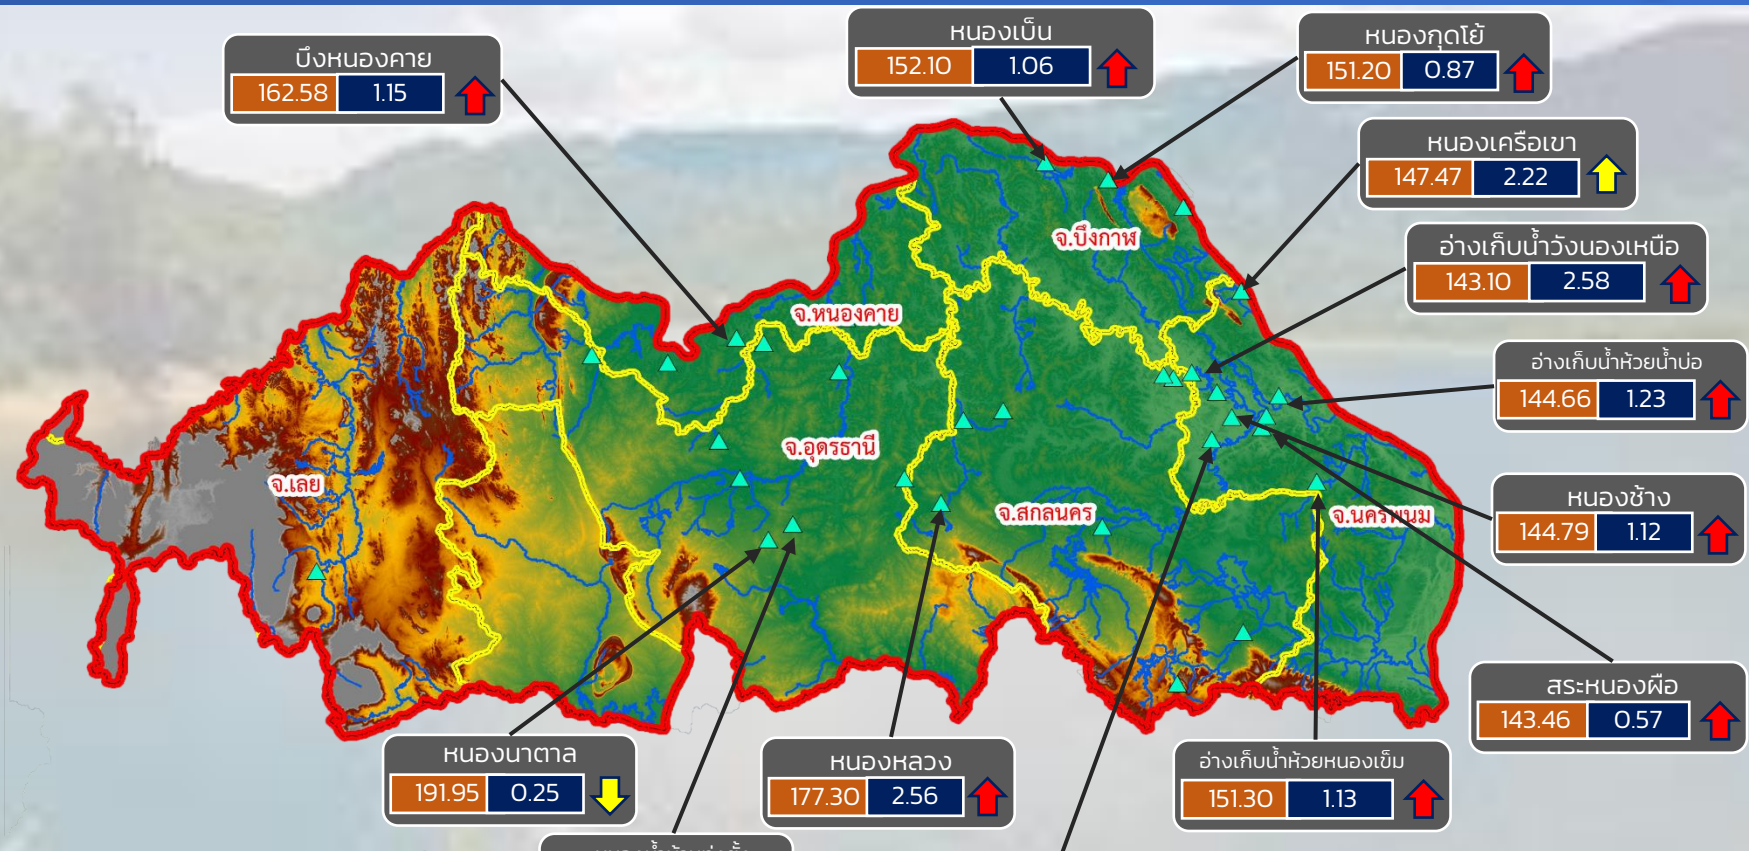 หนองเบ็น
152.10 1.06
หนองกุดโย้
151.20 0.87
บึงหนองคาย
162.58 1.15
หนองเครือเขา
147.47 2.22
อ่างเก็บน้ำวังนองเหนือ
143.10 2.58
จ.บึงกาฬ
จ.หนองคาย
อ่างเก็บน้ำห้วยน้ำบ่อ
144.66 1.23
จ.อุดรธานี
จ.เลย
จ.สกลนคร
จ.นครพนม
หนองช้าง
144.79 1.12
สระหนองผือ
143.46 0.57
หนองนาตาล
191.95 0.25
หนองหลวง
177.30 2.56
อ่างเก็บน้ำห้วยหนองเข็ม
151.30 1.13